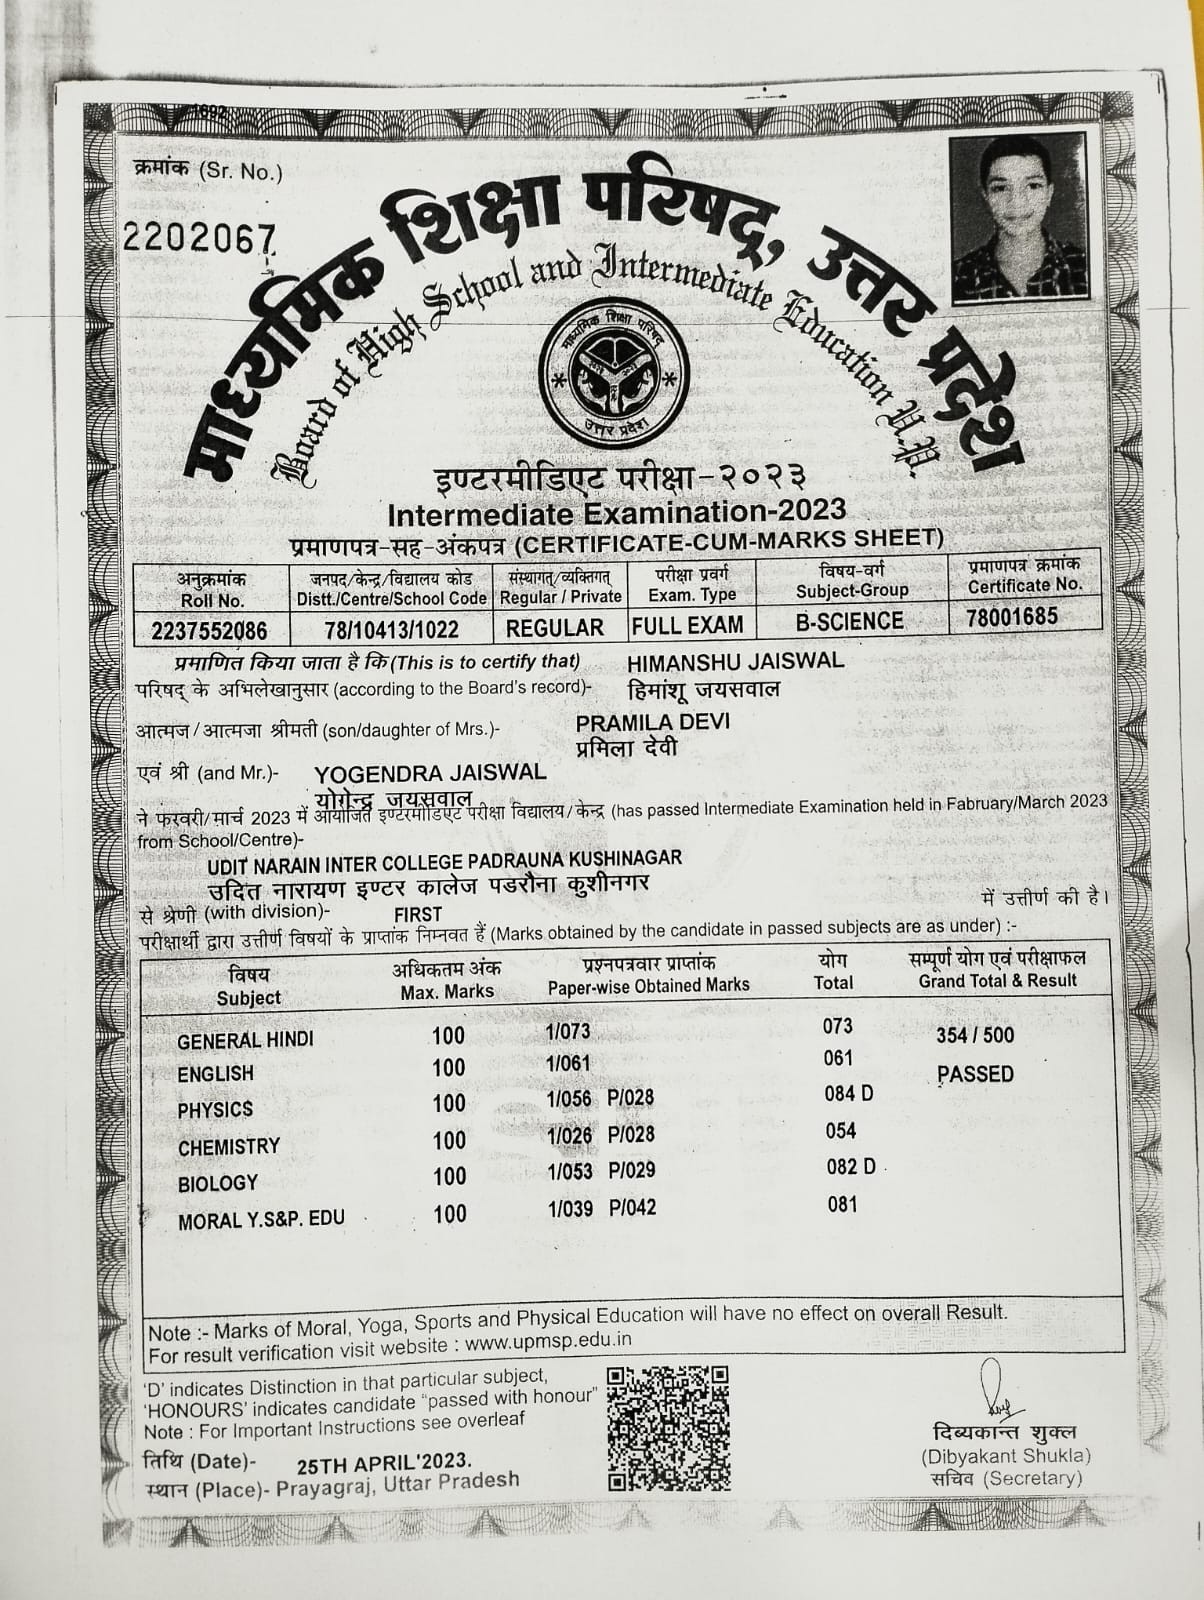 1692
क्रमांक (Sr. No.)
2202067
माध्यमिक शिक्षा परिषद्, उत्तर प्रदेश
Board of High School and Intermediate Education U.P.
माध्यमिक शिक्षा परिषद्
उत्तर प्रदेश
इण्टरमीडिएट परीक्षा-२०२३
Intermediate Examination-2023
प्रमाणपत्र-सह-अंकपत्र (CERTIFICATE-CUM-MARKS SHEET)
अनुक्रमांक जनपद/केन्द्र/विद्यालय कोड संस्थागत्/व्यक्तिगत् परीक्षा प्रवर्ग विषय-वर्ग प्रमाणपत्र क्रमांक
Roll No. Distt./Centre/School Code Regular / Private Exam. Type Subject-Group Certificate No.
2237552086 78/10413/1022 REGULAR FULL EXAM B-SCIENCE 78001685
प्रमाणित किया जाता है कि(This is to certify that) HIMANSHU JAISWAL
परिषद् के अभिलेखानुसार (according to the Board's record)- हिमांशू जयसवाल
आत्मज/आत्मजा श्रीमती (son/daughter of Mrs.)- PRAMILA DEVI
प्रमिला देवी
एवं श्री (and Mr.)- YOGENDRA JAISWAL
योगेन्द्र जयसवाल
ने फरवरी/मार्च 2023 में आयोजित इण्टरमीडिएट परीक्षा विद्यालय/केन्द्र (has passed Intermediate Examination held in Fabruary/March 2023
from School/Centre)-
UDIT NARAIN INTER COLLEGE PADRAUNA KUSHINAGAR
उदित नारायण इण्टर कालेज पडरौना कुशीनगर
से श्रेणी (with division)- FIRST में उत्तीर्ण की है।
परीक्षार्थी द्वारा उत्तीर्ण विषयों के प्राप्तांक निम्नवत हैं (Marks obtained by the candidate in passed subjects are as under) :-
विषय अधिकतम अंक प्रश्नपत्रवार प्राप्तांक योग सम्पूर्ण योग एवं परीक्षाफल
Subject Max. Marks Paper-wise Obtained Marks Total Grand Total & Result
GENERAL HINDI 100 1/073 073 354 / 500
ENGLISH 100 1/061 061 PASSED
PHYSICS 100 1/056 P/028 084 D
CHEMISTRY 100 1/026 P/028 054
BIOLOGY 100 1/053 P/029 082 D
MORAL Y.S&P. EDU 100 1/039 P/042 081
Note :- Marks of Moral, Yoga, Sports and Physical Education will have no effect on overall Result.
For result verification visit website : www.upmsp.edu.in
'D' indicates Distinction in that particular subject,
'HONOURS' indicates candidate "passed with honour"
Note : For Important Instructions see overleaf
तिथि (Date)- 25TH APRIL'2023.
स्थान (Place)- Prayagraj, Uttar Pradesh
दिब्यकान्त शुक्ल
(Dibyakant Shukla)
सचिव (Secretary)